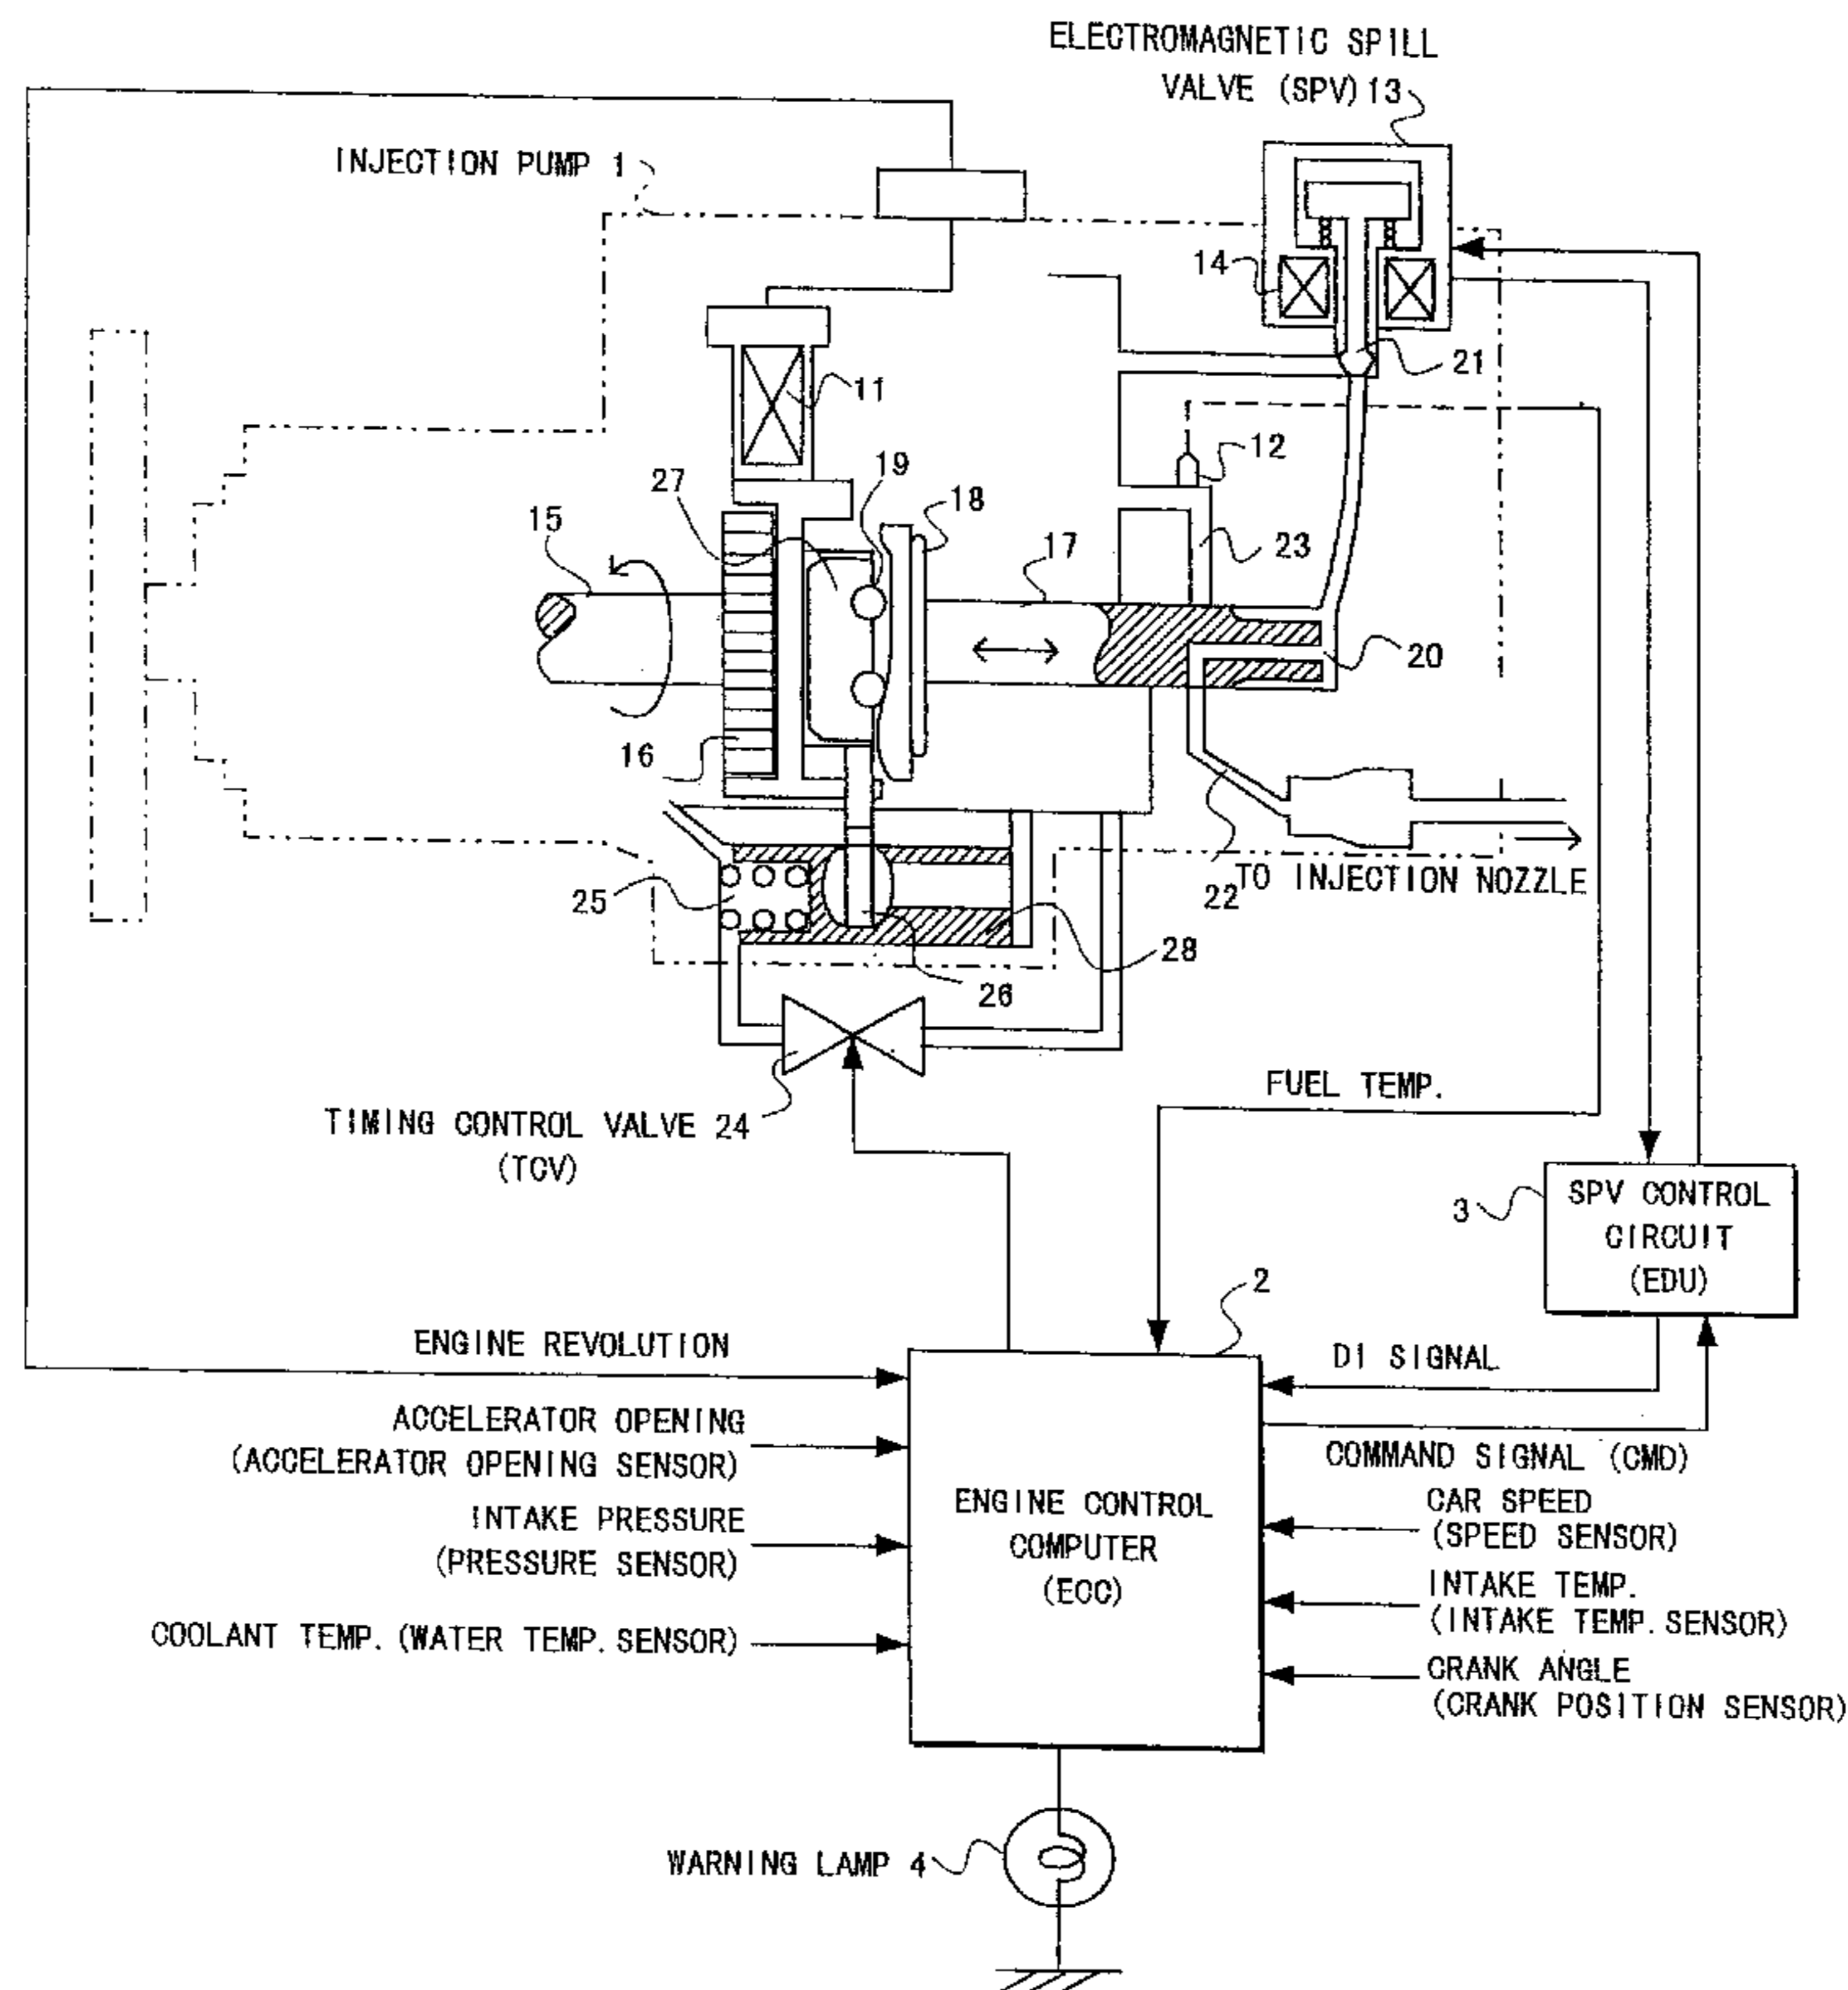 ELECTROMAGNETIC SPILL
VALVE (SPV) 13
INJECTION PUMP 1
14
21
11
12
19
27
18
15
17
23
20
16
22
TO INJECTION NOZZLE
25
28
26
TIMING CONTROL VALVE 24
(TCV)
FUEL TEMP.
3
SPV CONTROL
CIRCUIT
(EDU)
2
ENGINE REVOLUTION
DI SIGNAL
ACCELERATOR OPENING
(ACCELERATOR OPENING SENSOR)
COMMAND SIGNAL (CMD)
INTAKE PRESSURE
(PRESSURE SENSOR)
ENGINE CONTROL
COMPUTER
(ECC)
CAR SPEED
(SPEED SENSOR)
INTAKE TEMP.
(INTAKE TEMP. SENSOR)
COOLANT TEMP. (WATER TEMP. SENSOR)
CRANK ANGLE
(CRANK POSITION SENSOR)
WARNING LAMP 4